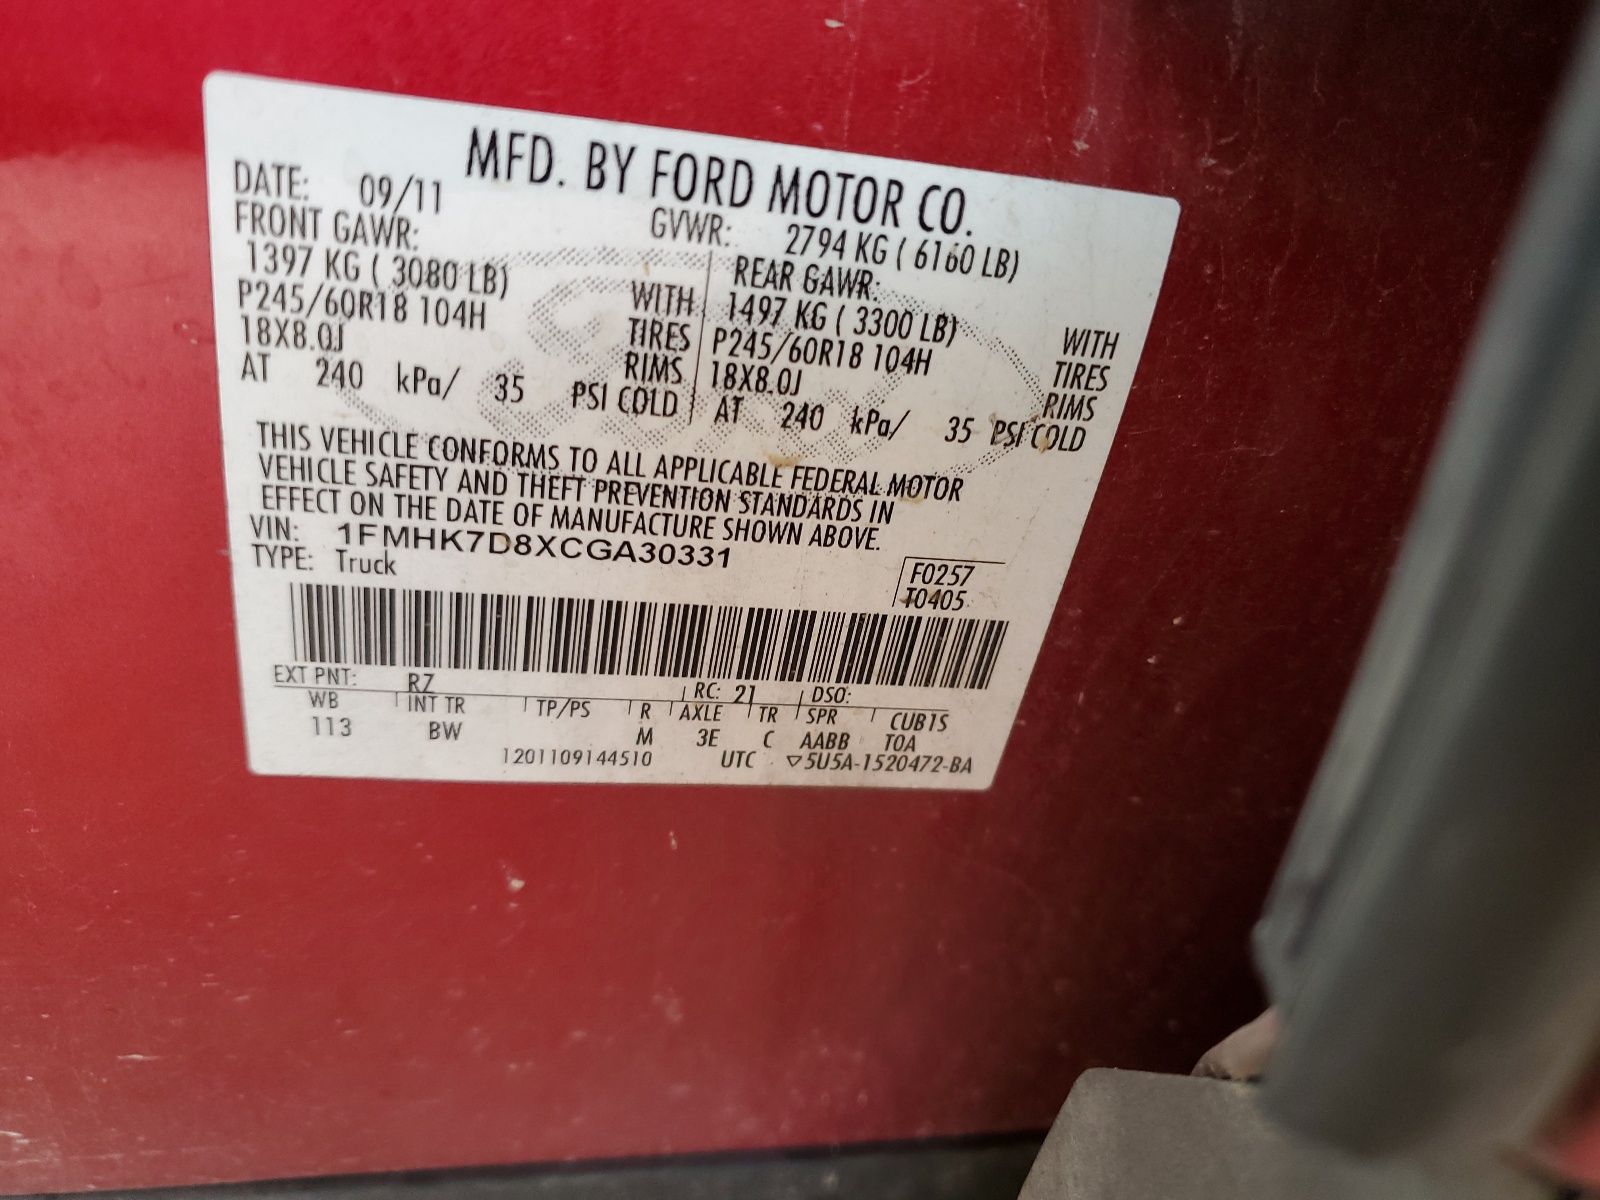 MFD. BY FORD MOTOR CO.
DATE: 09/11 GVWR: 2794 KG ( 6160 LB)
FRONT GAWR: REAR GAWR:
1397 KG ( 3080 LB) WITH 1497 KG ( 3300 LB) WITH
P245/60R18 104H TIRES P245/60R18 104H TIRES
18X8.0J RIMS 18X8.0J RIMS
AT 240 kPa/ 35 PSI COLD AT 240 kPa/ 35 PSI COLD
THIS VEHICLE CONFORMS TO ALL APPLICABLE FEDERAL MOTOR
VEHICLE SAFETY AND THEFT PREVENTION STANDARDS IN
EFFECT ON THE DATE OF MANUFACTURE SHOWN ABOVE.
VIN: 1FMHK7D8XCGA30331
TYPE: Truck
F0257
T0405
EXT PNT: RZ RC: 21 DSO:
WB INT TR TP/PS R AXLE TR SPR CUB1S
113 BW M 3E C AABB TOA
1201109144510 UTC ▽5U5A-1520472-BA